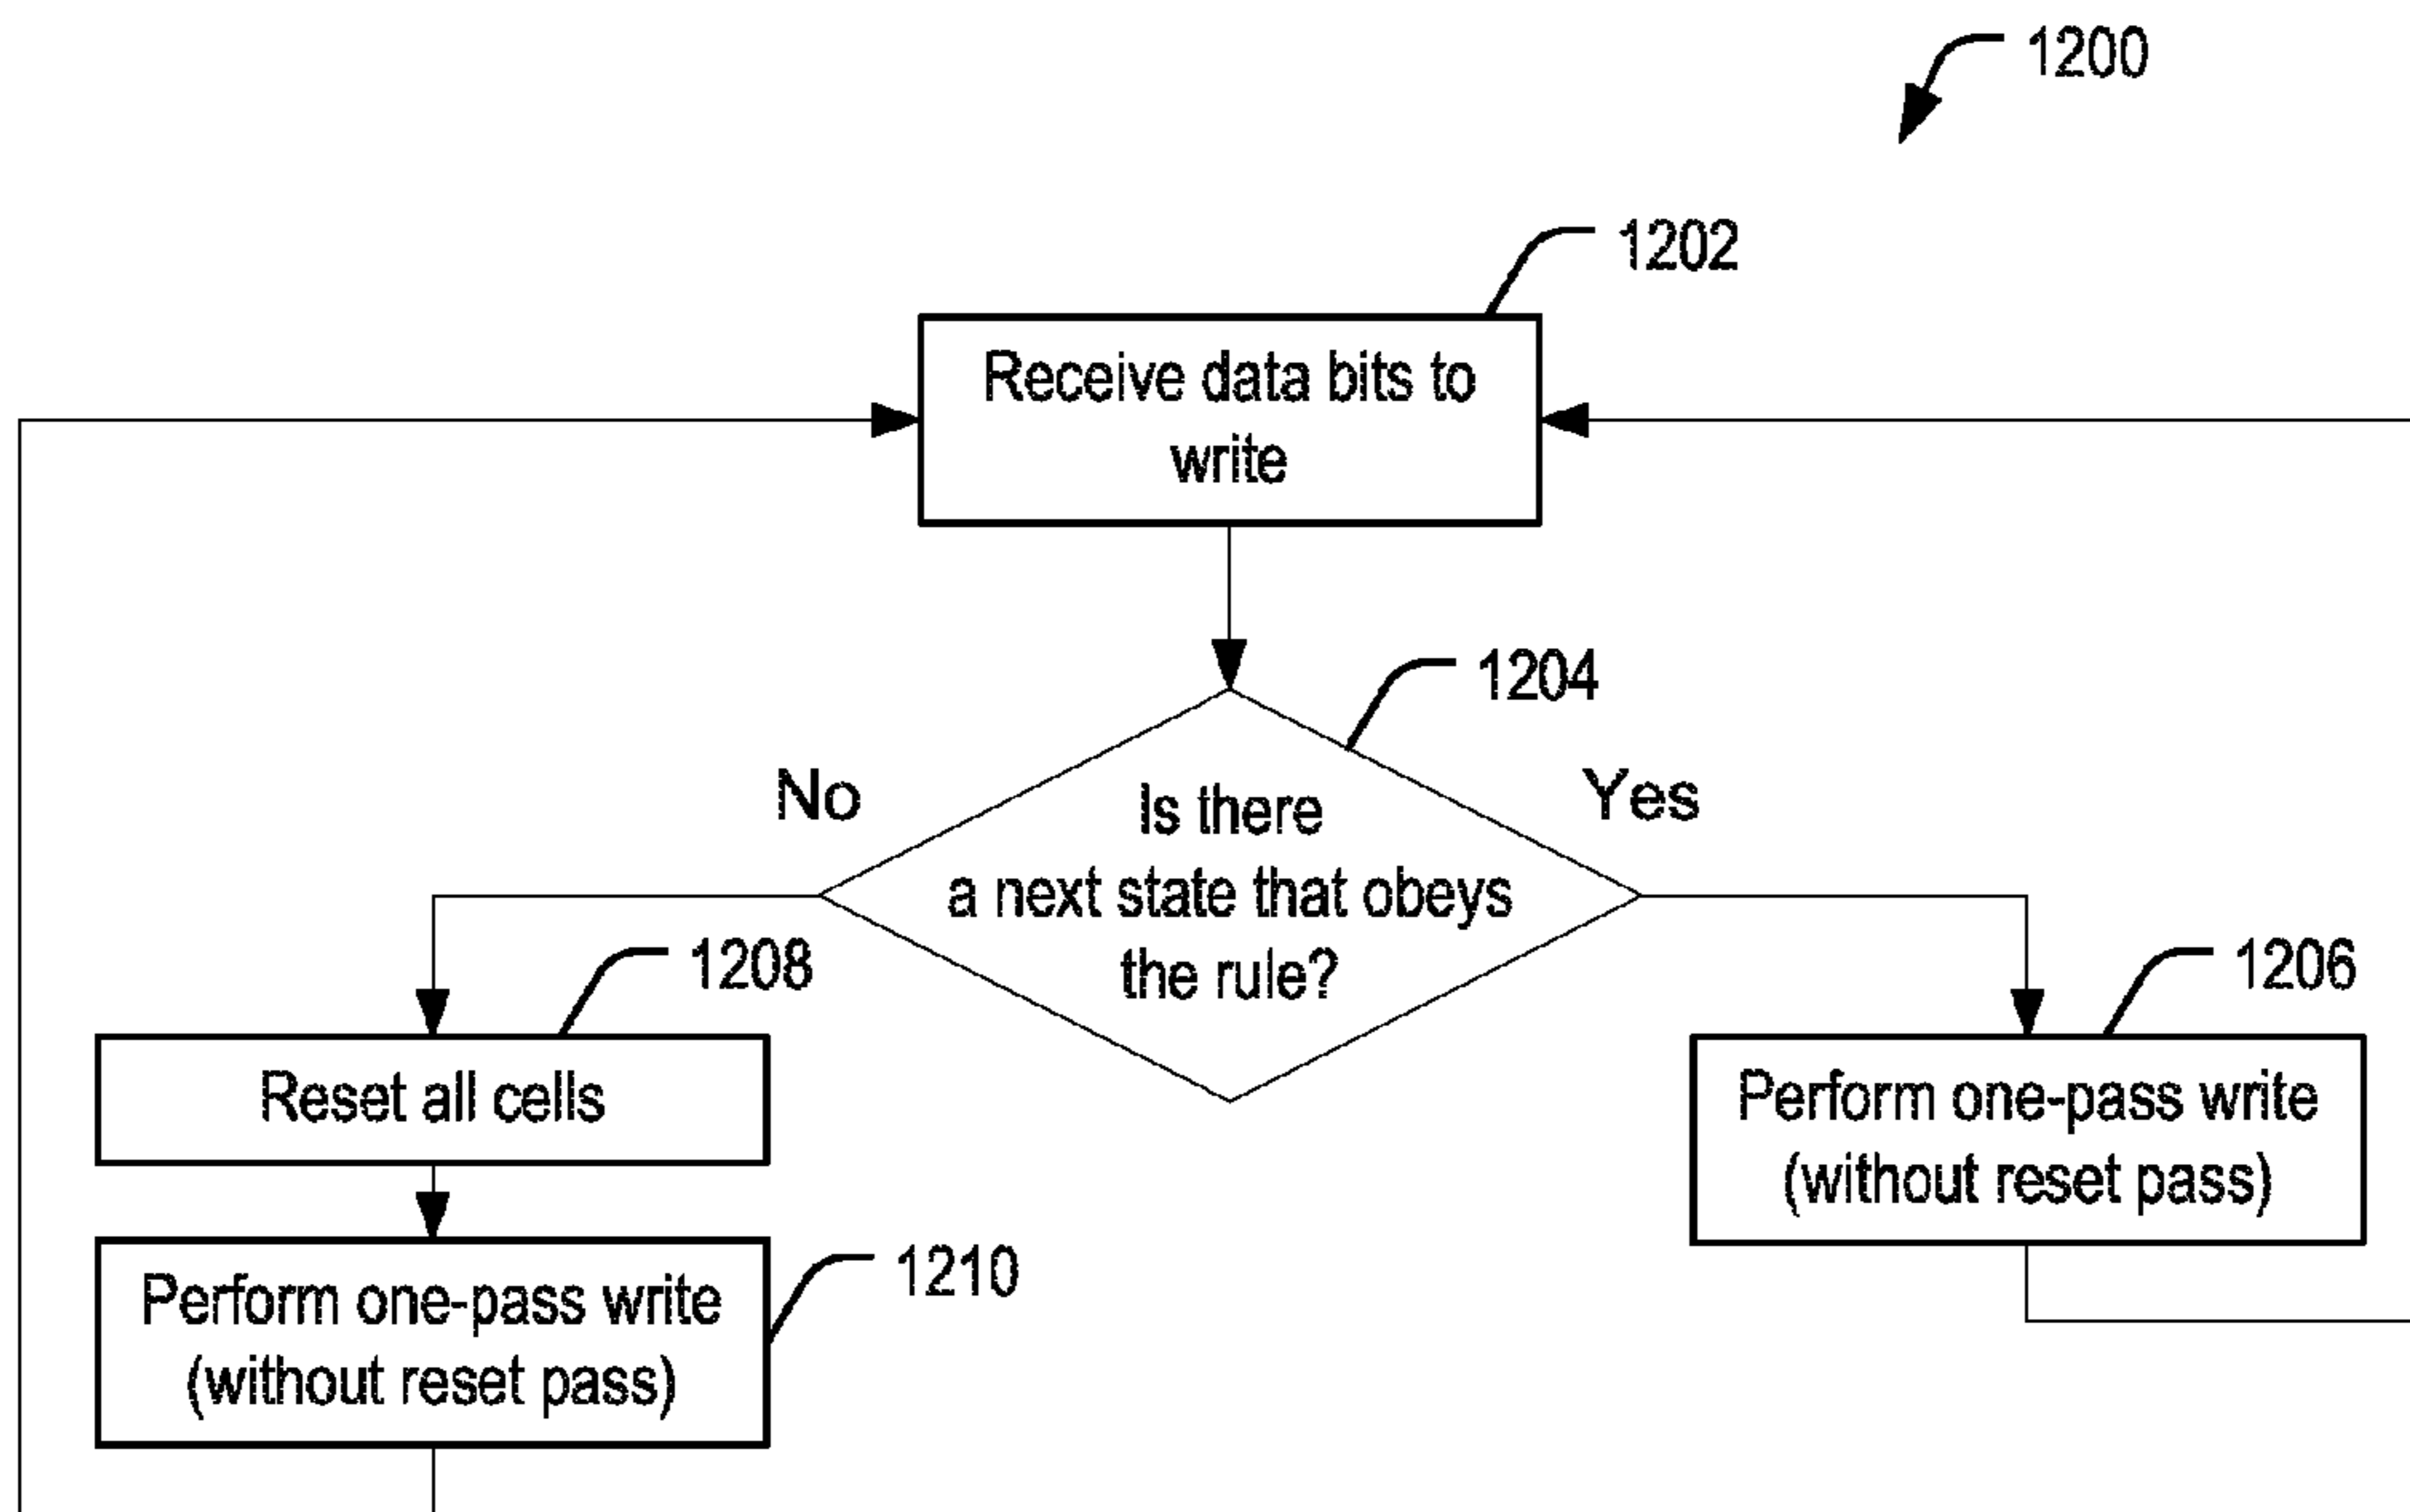 1200
1202
Receive data bits to
write
1204
No
Yes
Is there
a next state that obeys
the rule?
1208
1206
Reset all cells
Perform one-pass write
(without reset pass)
1210
Perform one-pass write
(without reset pass)